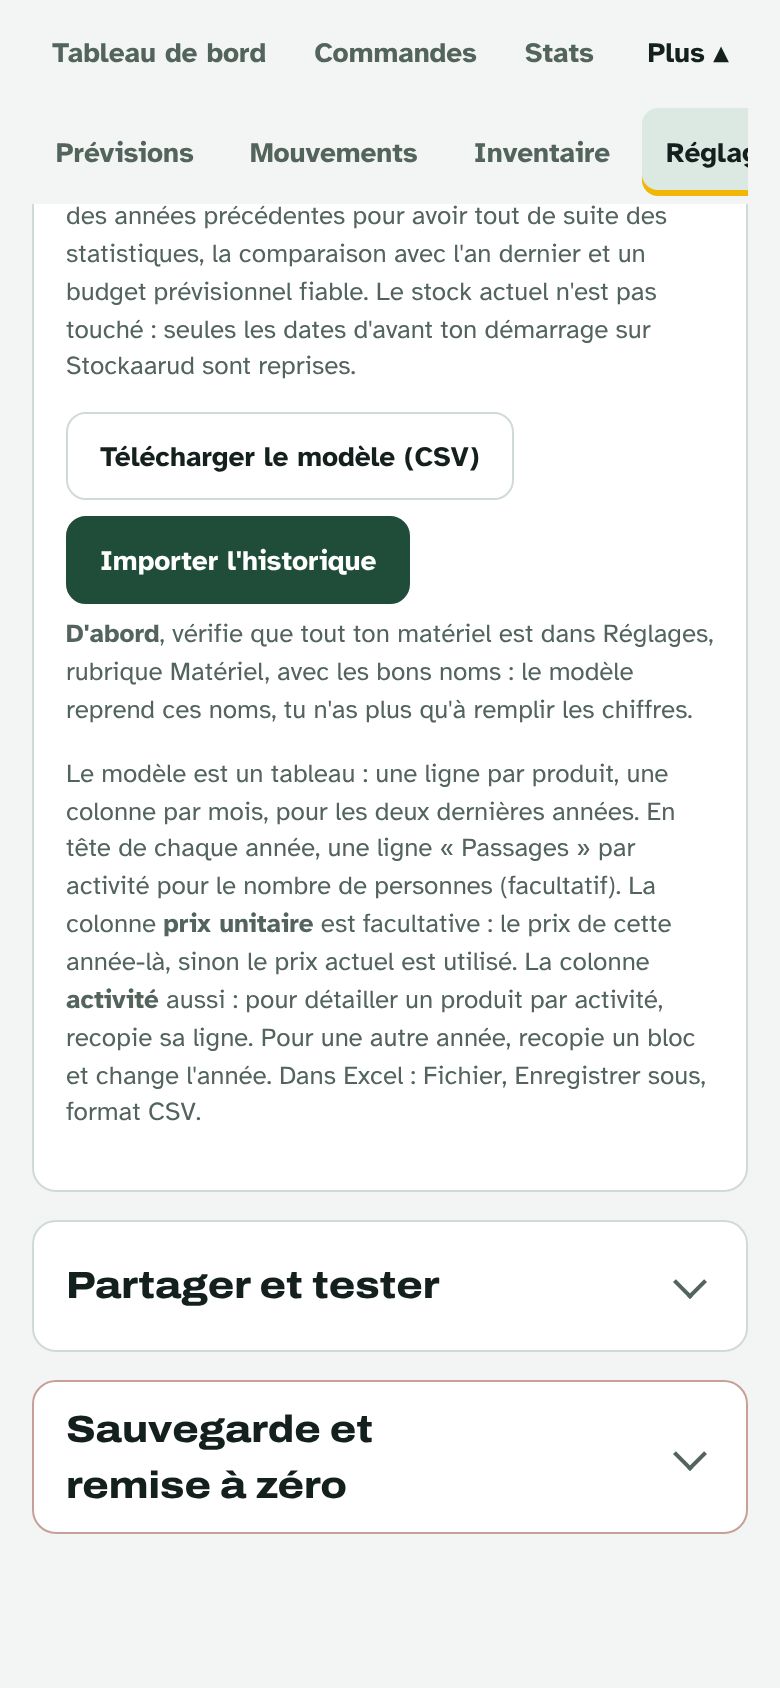 Tableau de bord Commandes Stats Plus ▲
Prévisions Mouvements Inventaire Réglag
des années précédentes pour avoir tout de suite des
statistiques, la comparaison avec l'an dernier et un
budget prévisionnel fiable. Le stock actuel n'est pas
touché : seules les dates d'avant ton démarrage sur
Stockaarud sont reprises.
Télécharger le modèle (CSV)
Importer l'historique
D'abord, vérifie que tout ton matériel est dans Réglages,
rubrique Matériel, avec les bons noms : le modèle
reprend ces noms, tu n'as plus qu'à remplir les chiffres.
Le modèle est un tableau : une ligne par produit, une
colonne par mois, pour les deux dernières années. En
tête de chaque année, une ligne « Passages » par
activité pour le nombre de personnes (facultatif). La
colonne prix unitaire est facultative : le prix de cette
année-là, sinon le prix actuel est utilisé. La colonne
activité aussi : pour détailler un produit par activité,
recopie sa ligne. Pour une autre année, recopie un bloc
et change l'année. Dans Excel : Fichier, Enregistrer sous,
format CSV.
Partager et tester
Sauvegarde et
remise à zéro